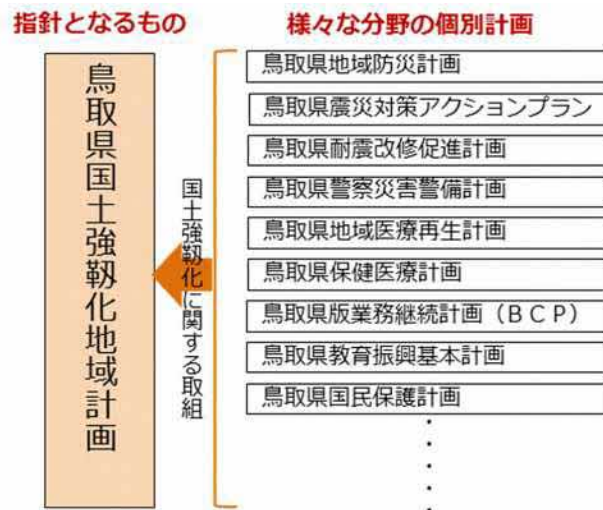 指針となるもの
様々な分野の個別計画
鳥取県国土強靱化地域計画
国土強靱化に関する取組
鳥取県地域防災計画
鳥取県震災対策アクションプラン
鳥取県耐震改修促進計画
鳥取県警察災害警備計画
鳥取県地域医療再生計画
鳥取県保健医療計画
鳥取県版業務継続計画（ＢＣＰ）
鳥取県教育振興基本計画
鳥取県国民保護計画
・・・・・